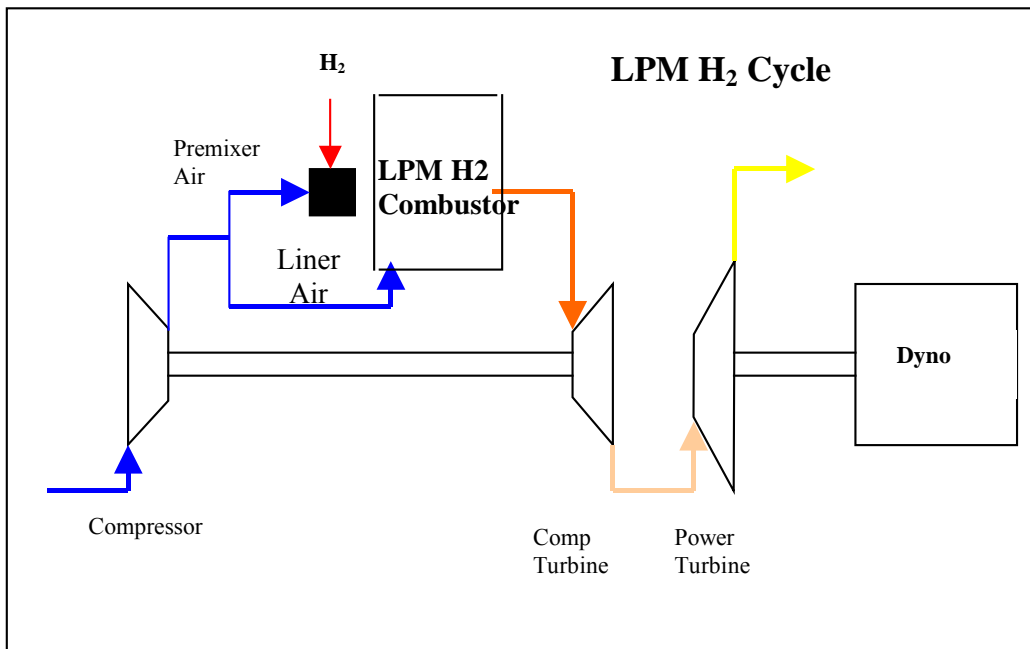 H₂
LPM H₂ Cycle
Premixer
Air
LPM H2
Combustor
Liner
Air
Dyno
Compressor
Comp
Turbine
Power
Turbine